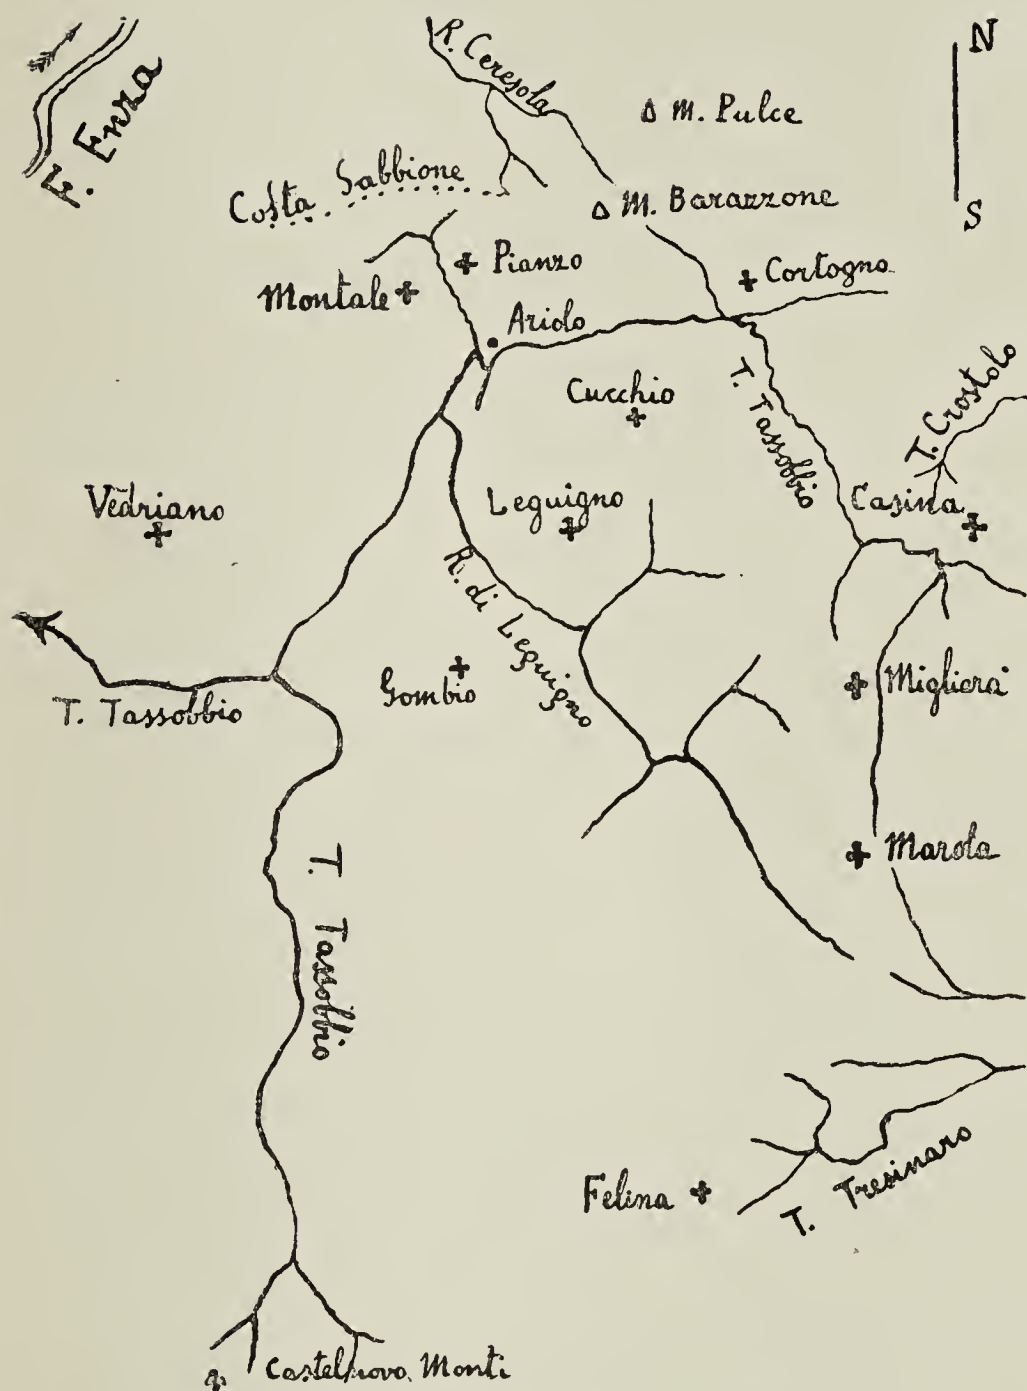 N
R. Ceresola
F. Enza
M. Pulce
Costa Sabbione
M. Barazzone
S
Pianzo
Cortogno
Montale
Ariolo
Cucchio
T. Tassobbio
T. Crostolo
Vedriano
Leguigno
Casina
R. di Leguigno
Gombio
Migliara
T. Tassobbio
Marola
T. Tassobbio
Felina
T. Tresinaro
Castelnovo Monti